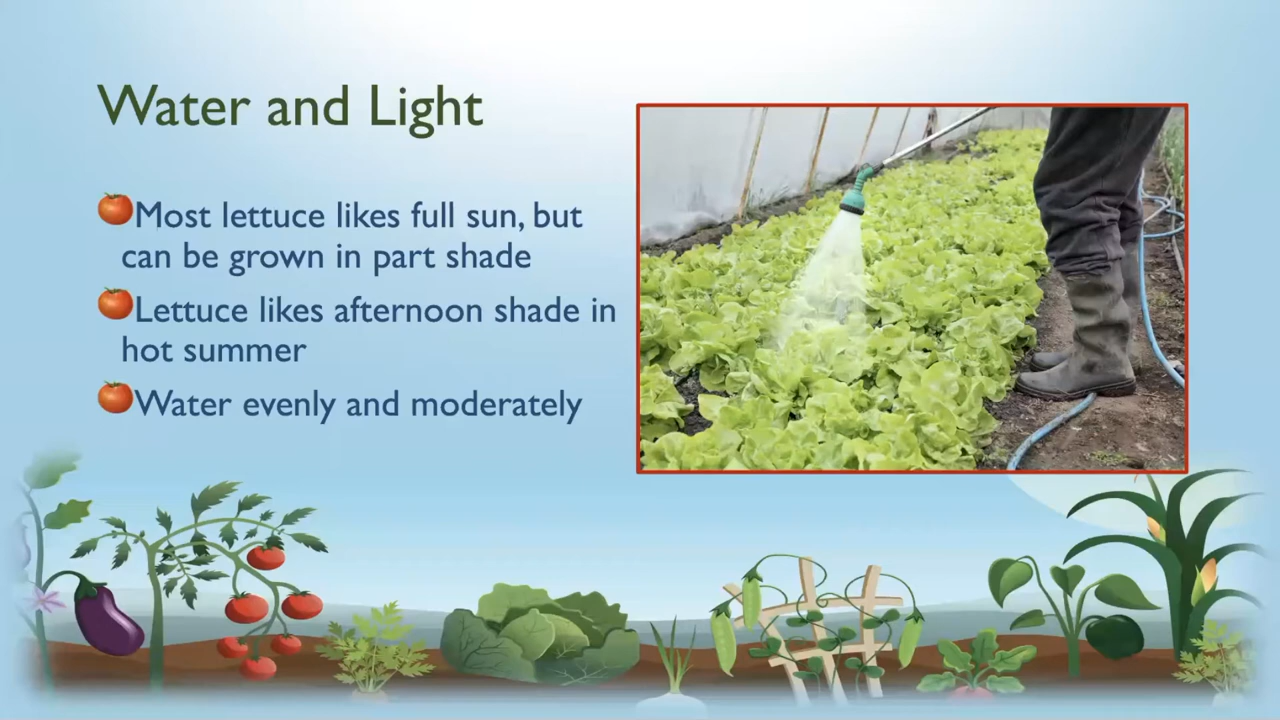 Water and Light
Most lettuce likes full sun, but
can be grown in part shade
Lettuce likes afternoon shade in
hot summer
Water evenly and moderately